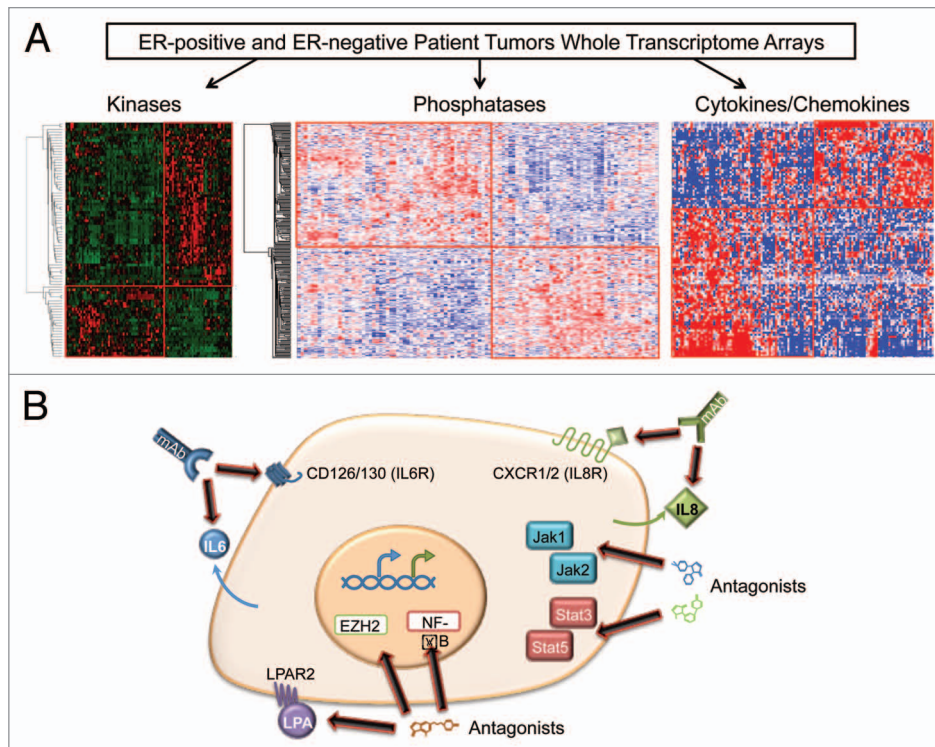 A
ER-positive and ER-negative Patient Tumors Whole Transcriptome Arrays
Kinases
Phosphatases
Cytokines/Chemokines
B
mAb
CD126/130 (IL6R)
IL6
mAb
CXCR1/2 (IL8R)
IL8
Jak1
Jak2
Antagonists
Stat3
Stat5
EZH2
NF-
B
LPAR2
LPA
Antagonists